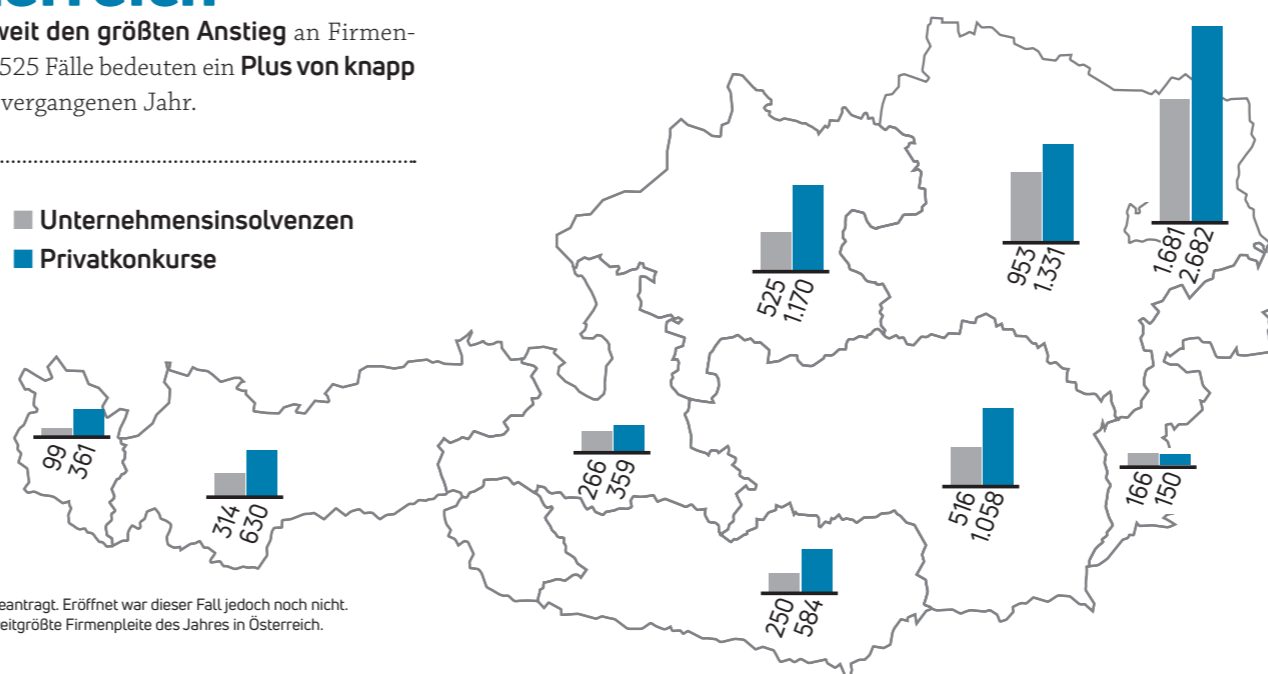 weit den größten Anstieg an Firmen-
525 Fälle bedeuten ein Plus von knapp
vergangenen Jahr.
Unternehmensinsolvenzen
Privatkonkurse
1.681
2.682
953
1.331
525
1.170
99
361
314
630
266
359
516
1.058
166
150
250
584
eantragt. Eröffnet war dieser Fall jedoch noch nicht.
eitgrößte Firmenpleite des Jahres in Österreich.